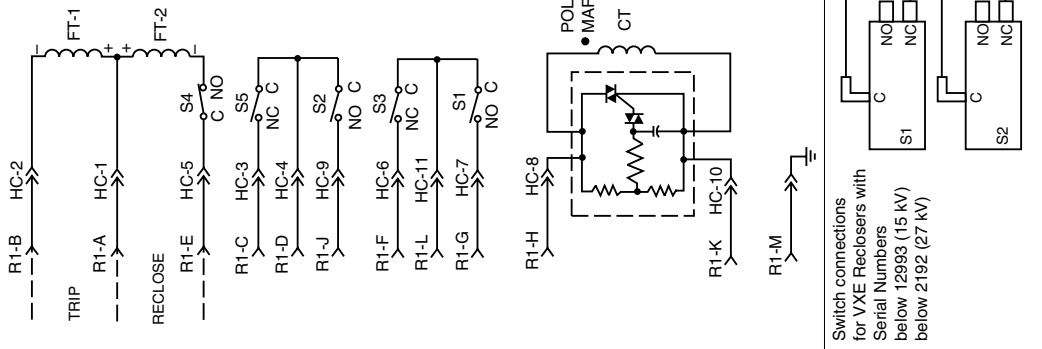 R1-B HC-2 – FT-1
TRIP
R1-A HC-1 + +
FT-2
RECLOSE
R1-E HC-5 S4 C NO –
R1-C HC-3 S5 NC C
R1-D HC-4
R1-J HC-9 S2 NO C
R1-F HC-6 S3 NC C
R1-L HC-11
R1-G HC-7 S1 NO C
R1-H HC-8
CT
R1-K HC-10
R1-M
Switch connections
for VXE Reclosers with
Serial Numbers
below 12993 (15 kV)
below 2192 (27 kV)
S1 C NO NC
S2 C NO NC